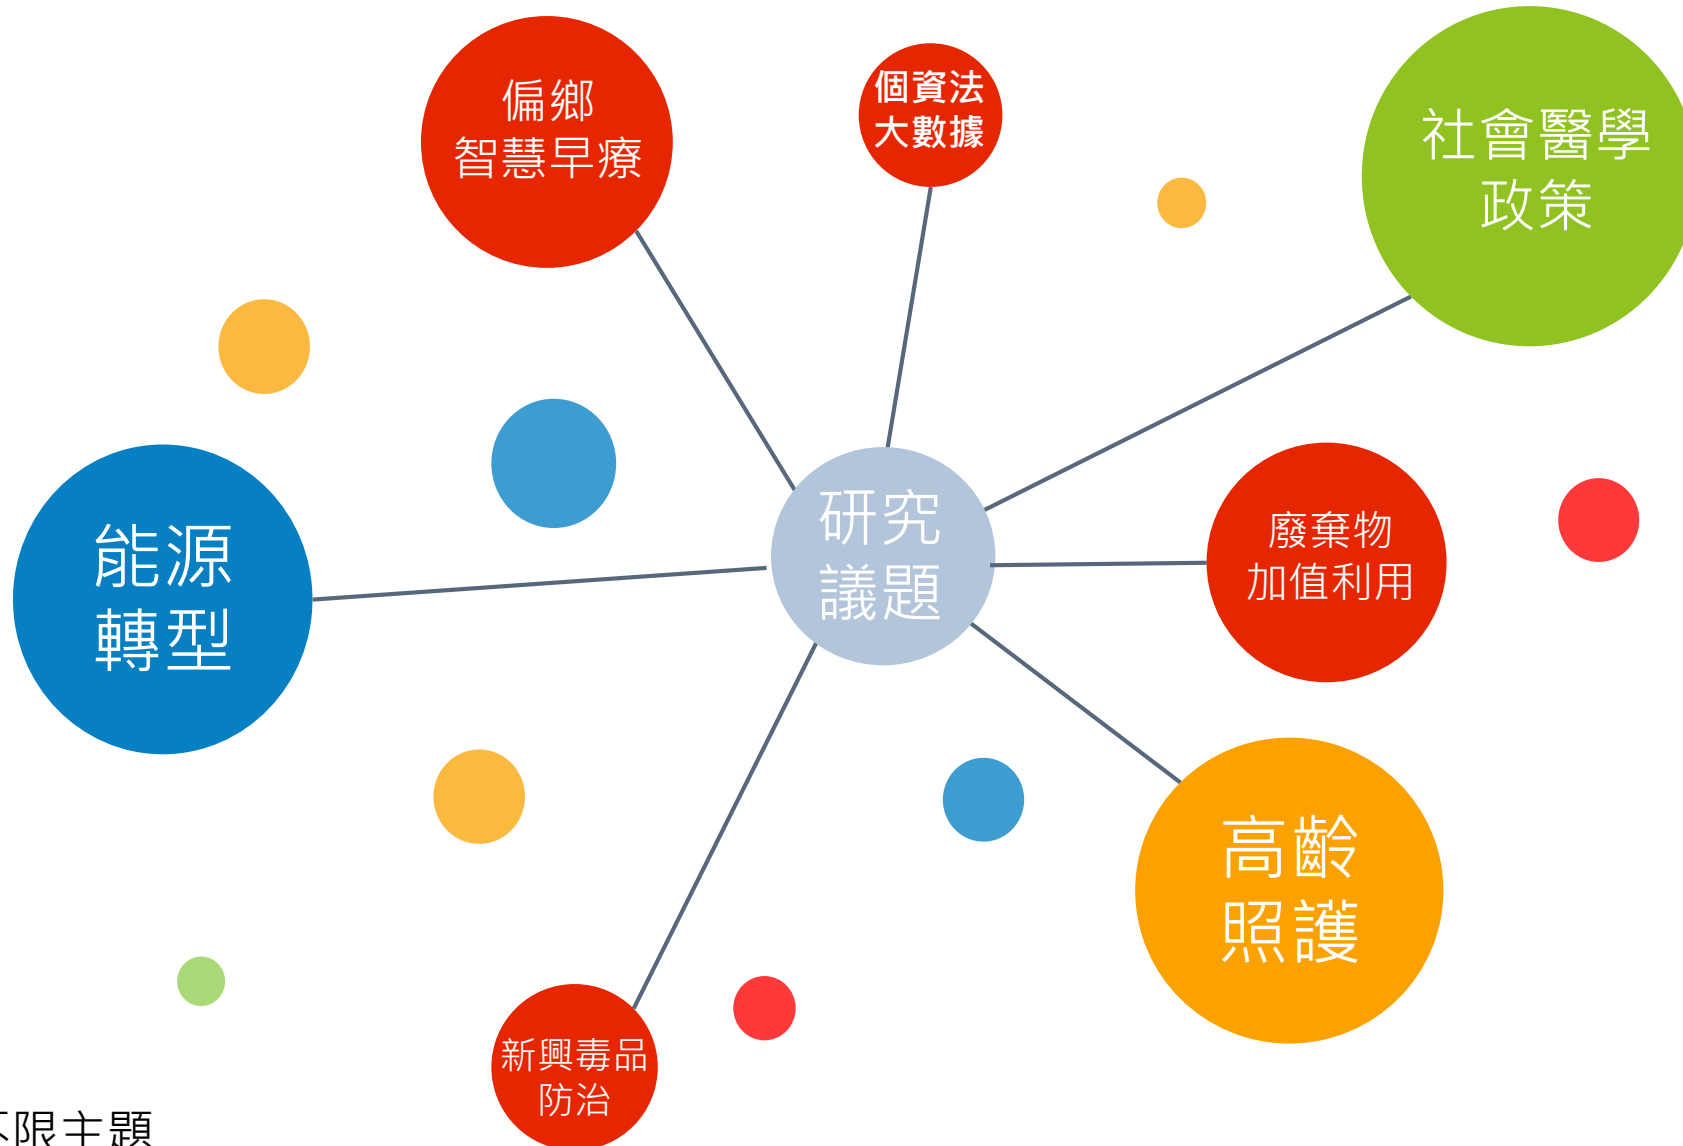 偏鄉
智慧早療
個資法
大數據
社會醫學
政策
能源
轉型
研究
議題
廢棄物
加值利用
高齡
照護
新興毒品
防治
不限主題